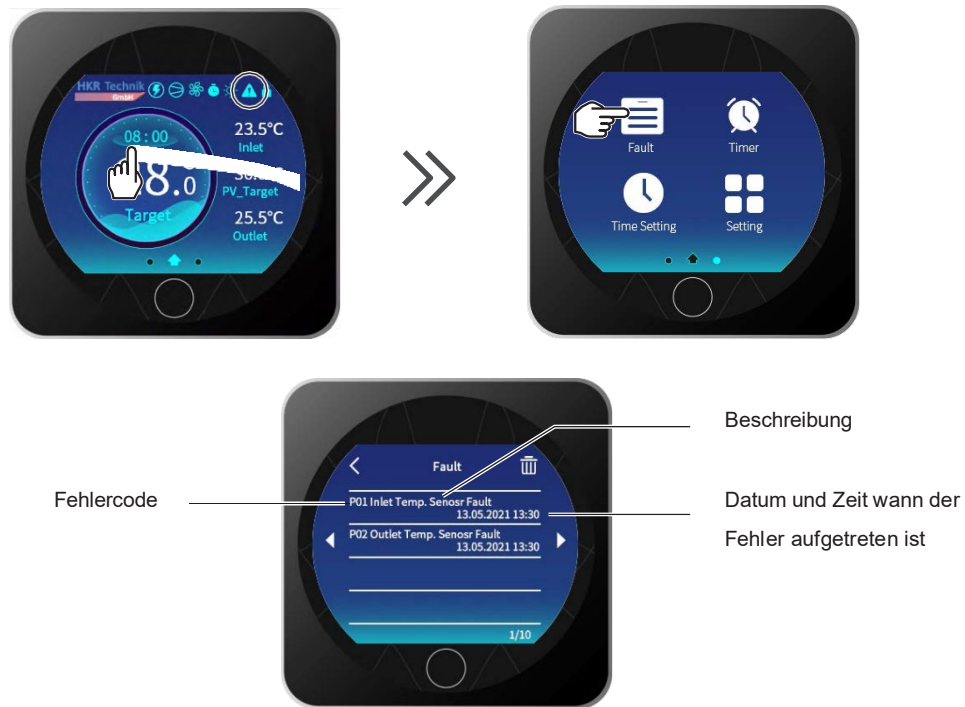 HKR Technik
GmbH
08:00
8.0
Target
23.5°C
Inlet
PV_Target
25.5°C
Outlet
Fault
Timer
Time Setting
Setting
Fault
P01 Inlet Temp. Senosr Fault
13.05.2021 13:30
P02 Outlet Temp. Senosr Fault
13.05.2021 13:30
1/10
Fehlercode
Beschreibung
Datum und Zeit wann der
Fehler aufgetreten ist